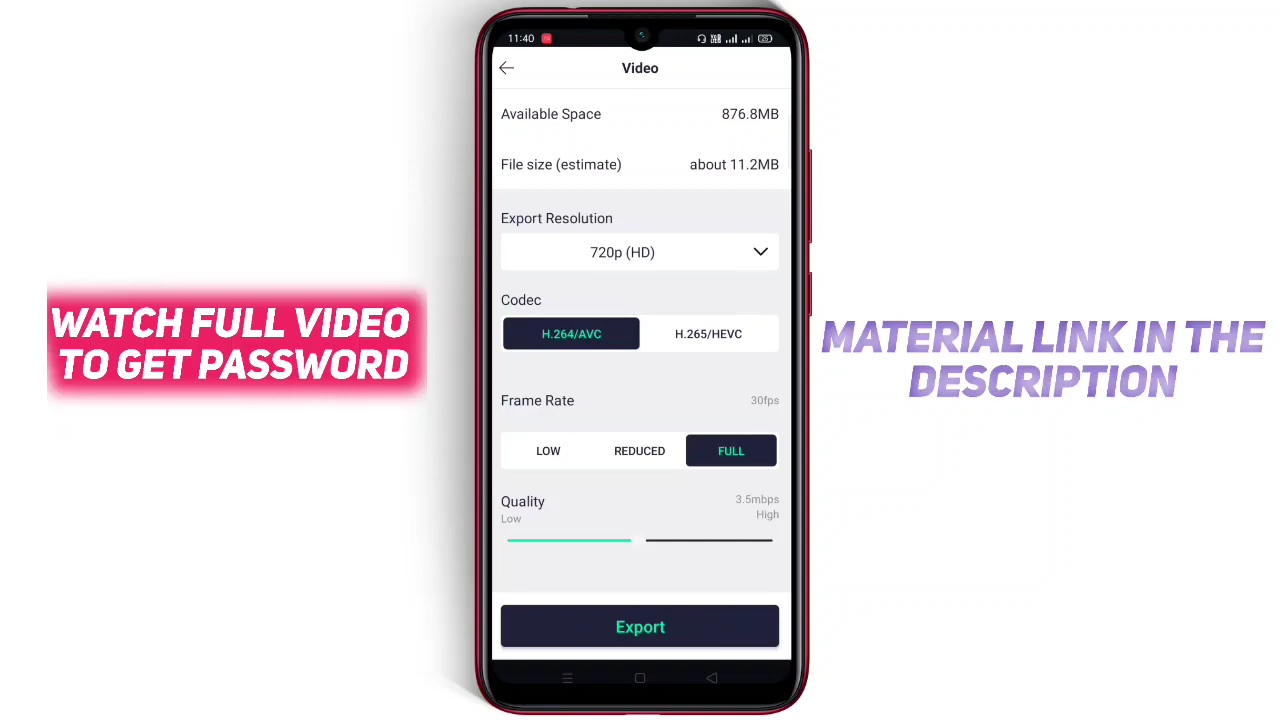 11:40
25
Video
Available Space 876.8MB
File size (estimate) about 11.2MB
Export Resolution
720p (HD)
Codec
H.264/AVC H.265/HEVC
Frame Rate 30fps
LOW REDUCED FULL
Quality 3.5mbps
Low High
Export
WATCH FULL VIDEO
TO GET PASSWORD
MATERIAL LINK IN THE
DESCRIPTION